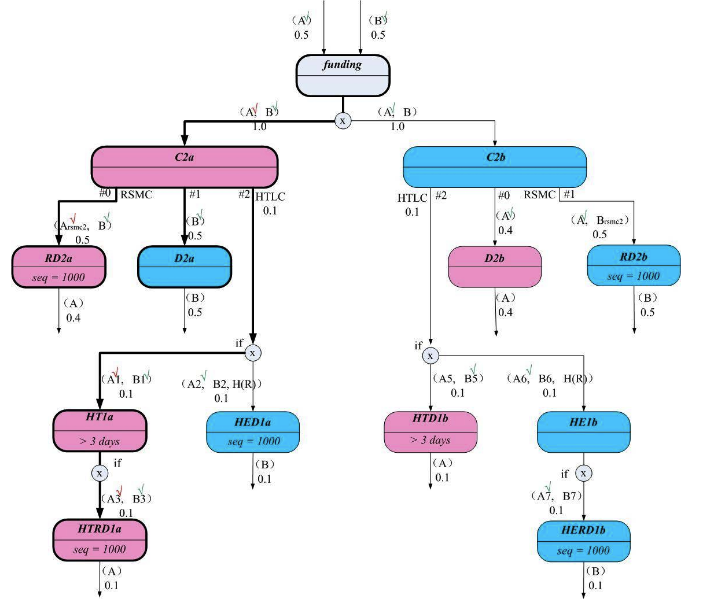 (A√) (B√)
0.5 0.5
funding
(A√, B√) (A√, B)
1.0 x 1.0
C2a C2b
#0 RSMC #1 #2 HTLC 0.1
HTLC 0.1 #2 #0 RSMC #1
(Arsmc2√, B√) 0.5 (B√) 0.5
(A√) 0.4 (A√, Brsmc2) 0.5
RD2a D2a D2b RD2b
seq = 1000 seq = 1000
(A) (B) (A) (B)
0.4 0.5 0.4 0.5
if x if x
(A1√, B1√) (A2√, B2, H(R)) (A5, B5√) (A6√, B6, H(R))
0.1 0.1 0.1 0.1
HT1a HED1a HTD1b HE1b
> 3 days seq = 1000 > 3 days
x if (B) (A) if x
0.1 0.1
(A3√, B3√) (A7√, B7)
0.1 0.1
HTRD1a HERD1b
seq = 1000 seq = 1000
(A) (B)
0.1 0.1